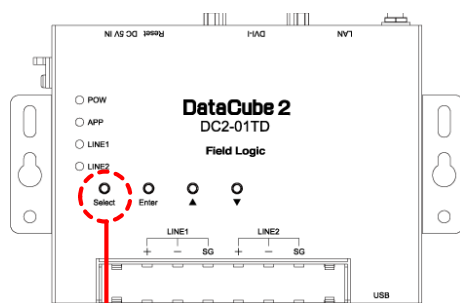 DC 5V IN Reset DVI-I LAN
POW
APP
LINE1
LINE2
DataCube 2
DC2-01TD
Field Logic
Select Enter ▲ ▼
LINE1 LINE2
+ − SG + − SG
USB